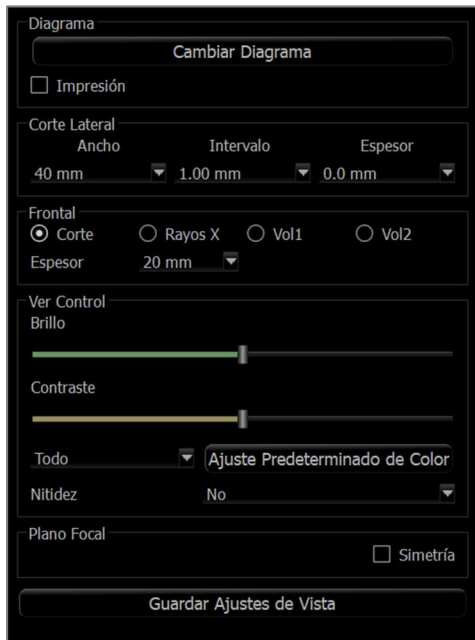 Diagrama
Cambiar Diagrama
Impresión
Corte Lateral
Ancho Intervalo Espesor
40 mm 1.00 mm 0.0 mm
Frontal
Corte Rayos X Vol1 Vol2
Espesor 20 mm
Ver Control
Brillo
Contraste
Todo Ajuste Predeterminado de Color
Nitidez No
Plano Focal
Simetría
Guardar Ajustes de Vista